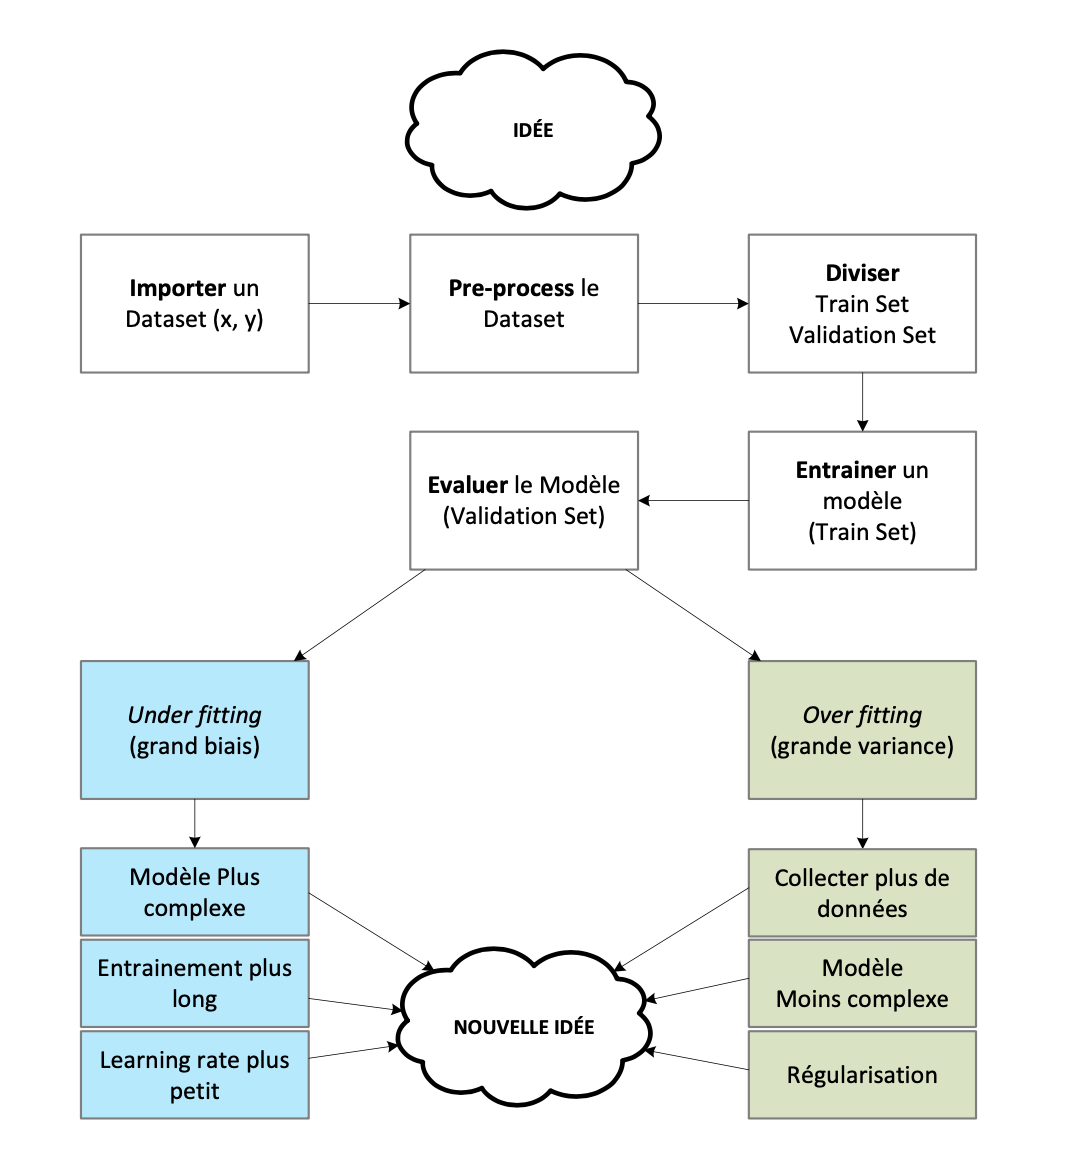 IDÉE
Importer un
Dataset (x, y)
Pre-process le
Dataset
Diviser
Train Set
Validation Set
Evaluer le Modèle
(Validation Set)
Entrainer un
modèle
(Train Set)
Under fitting
(grand biais)
Over fitting
(grande variance)
Modèle Plus
complexe
Entrainement plus
long
Learning rate plus
petit
NOUVELLE IDÉE
Collecter plus de
données
Modèle
Moins complexe
Régularisation